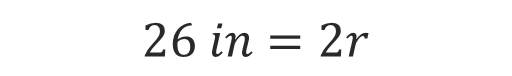 26 in = 2r